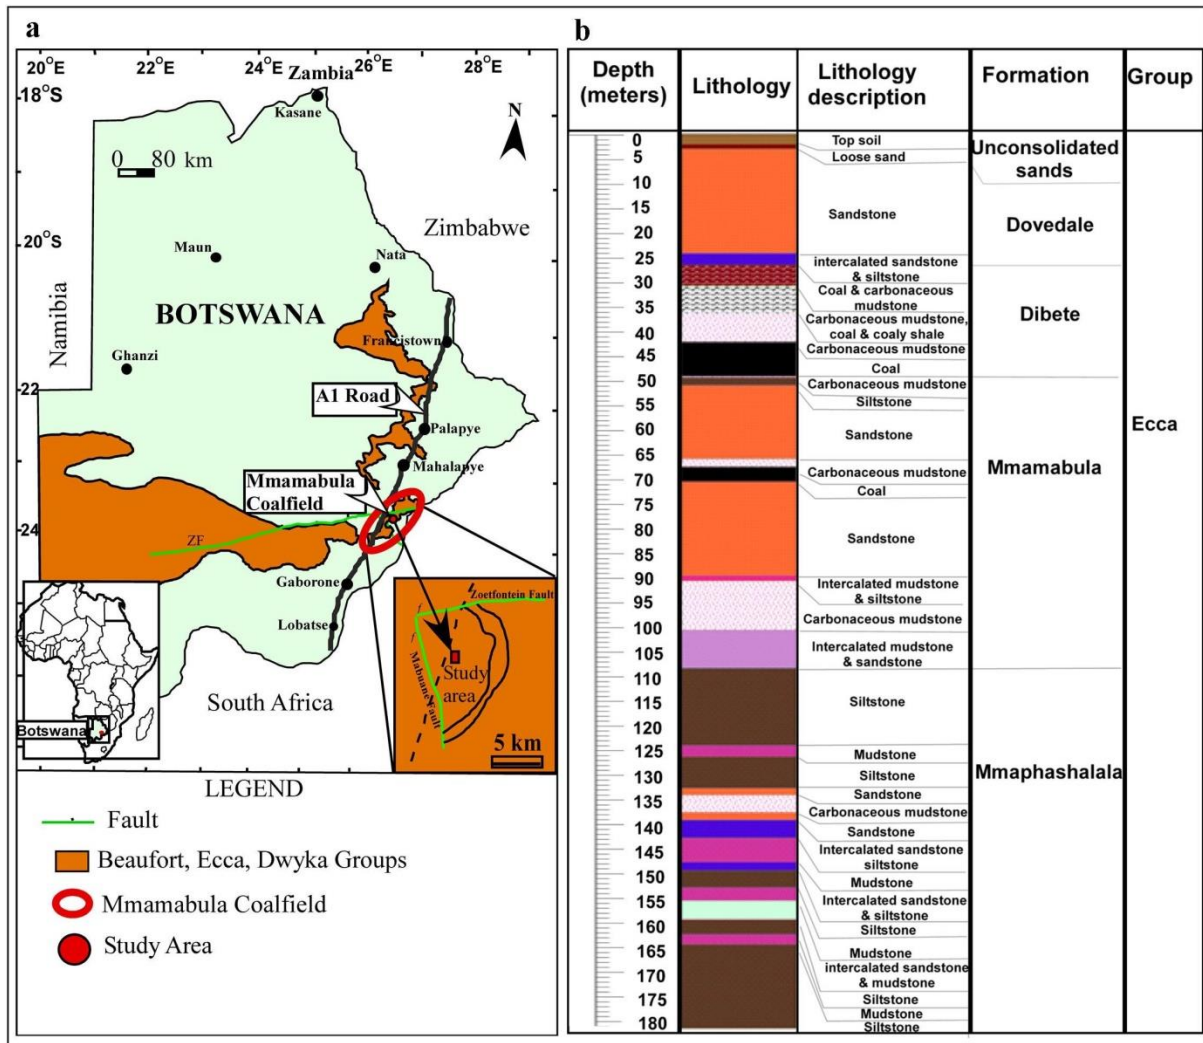 a
20°E
22°E
24°E
26°E
28°E
18°S
Zambia
Kasane
N
0 80 km
Zimbabwe
20°S
Maun
Nata
Namibia
BOTSWANA
Francistown
Ghanzi
22
A1 Road
Palapye
Mahalapye
Mmamabula
Coalfield
24
ZF
Gaborone
Zoetfontein Fault
f
f
Lobatse
Mabuane Fault
Study
area
South Africa
Botswana
5 km
20
22
24
26
28
LEGEND
Fault
Beaufort, Ecca, Dwyka Groups
Mmamabula Coalfield
Study Area
b
Depth
(meters)
Lithology
Lithology
description
Formation
Group
0
5
10
15
20
25
30
35
40
45
50
55
60
65
70
75
80
85
90
95
100
105
110
115
120
125
130
135
140
145
150
155
160
165
170
175
180
Top soil
Loose sand
Sandstone
intercalated sandstone
& siltstone
Coal & carbonaceous
mudstone
Carbonaceous mudstone,
coal & coaly shale
Carbonaceous mudstone
Coal
Carbonaceous mudstone
Siltstone
Sandstone
Carbonaceous mudstone
Coal
Sandstone
Intercalated mudstone
& siltstone
Carbonaceous mudstone
Intercalated mudstone
& sandstone
Siltstone
Mudstone
Siltstone
Sandstone
Carbonaceous mudstone
Sandstone
Intercalated sandstone
siltstone
Mudstone
Intercalated sandstone
& siltstone
Siltstone
Mudstone
intercalated sandstone
& mudstone
Siltstone
Mudstone
Siltstone
Unconsolidated
sands
Dovedale
Dibete
Mmamabula
Mmaphashalala
Ecca